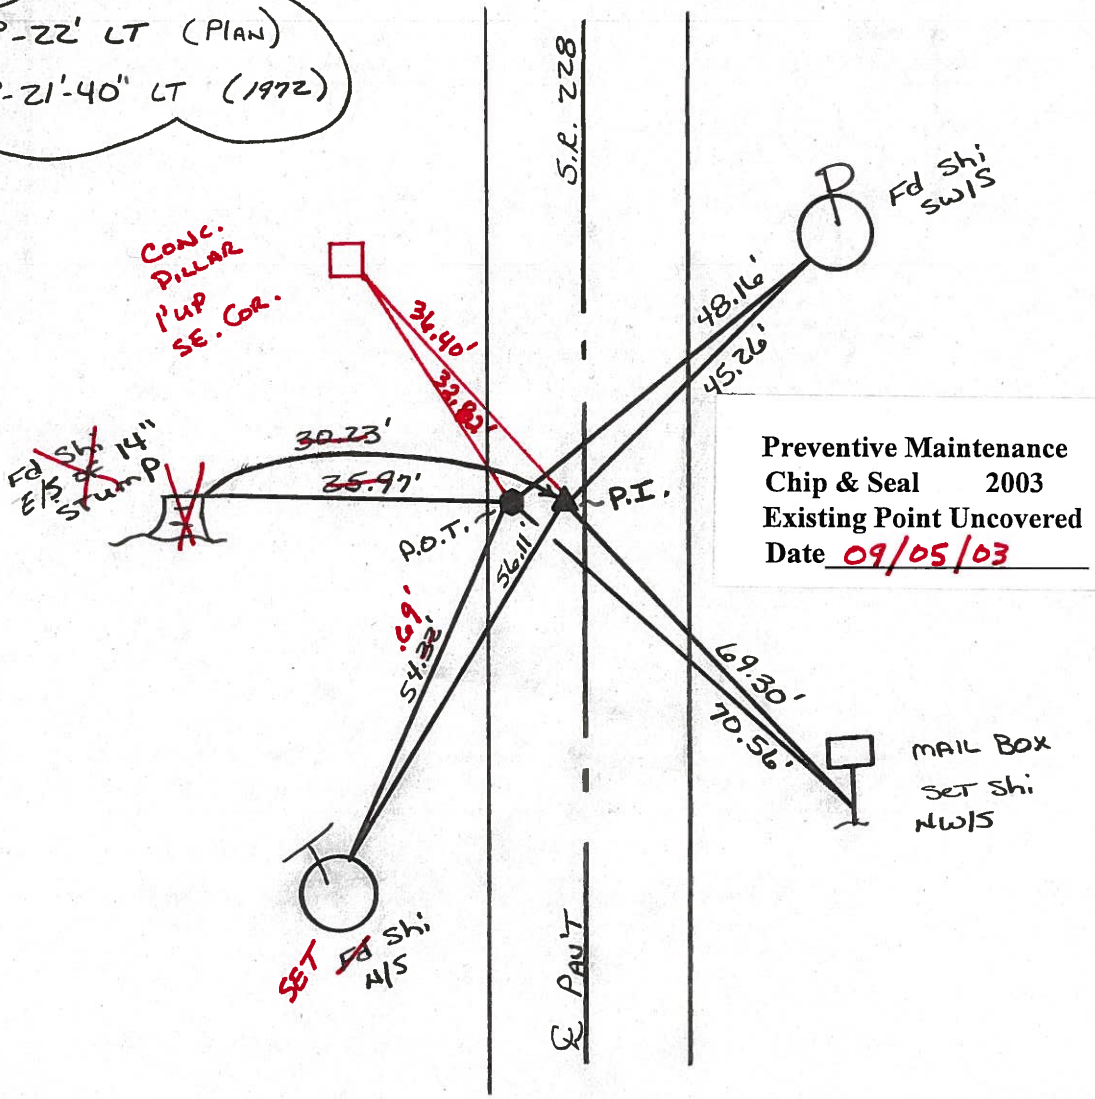 -22' LT (PLAN)
-21'-40" LT (1972)
S.R. 228
D
Fd Shi
SW/S
CONC.
PILLAR
1' UP
SE. COR.
36.40'
32.82'
48.16'
45.26'
Fd Shi
E/S OF 14"
STUMP
30.23'
35.97'
P.O.T.
P.I.
Preventive Maintenance
Chip & Seal 2003
Existing Point Uncovered
Date 09/05/03
56.11'
.69'
54.32'
69.30'
70.56'
MAIL BOX
SET Shi
NW/S
SET Fd Shi
N/S
℄ PAV'T